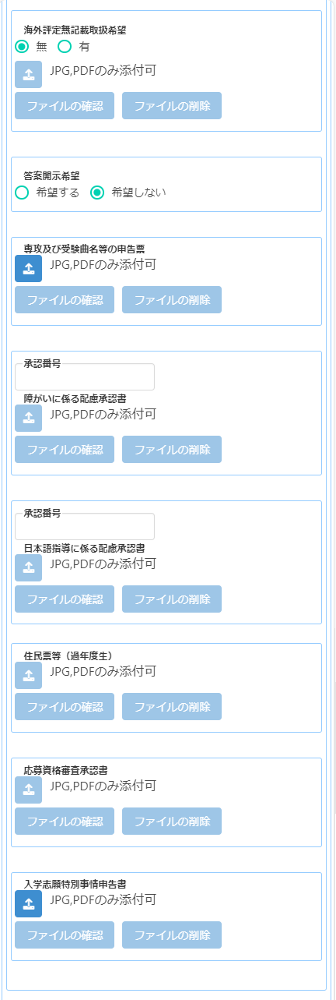 海外評定無記載取扱希望
無 有
JPG,PDFのみ添付可
ファイルの確認 ファイルの削除
答案開示希望
希望する 希望しない
専攻及び受験曲名等の申告票
JPG,PDFのみ添付可
ファイルの確認 ファイルの削除
承認番号
障がいに係る配慮承認書
JPG,PDFのみ添付可
ファイルの確認 ファイルの削除
承認番号
日本語指導に係る配慮承認書
JPG,PDFのみ添付可
ファイルの確認 ファイルの削除
住民票等（過年度生）
JPG,PDFのみ添付可
ファイルの確認 ファイルの削除
応募資格審査承認書
JPG,PDFのみ添付可
ファイルの確認 ファイルの削除
入学志願特別事情申告書
JPG,PDFのみ添付可
ファイルの確認 ファイルの削除